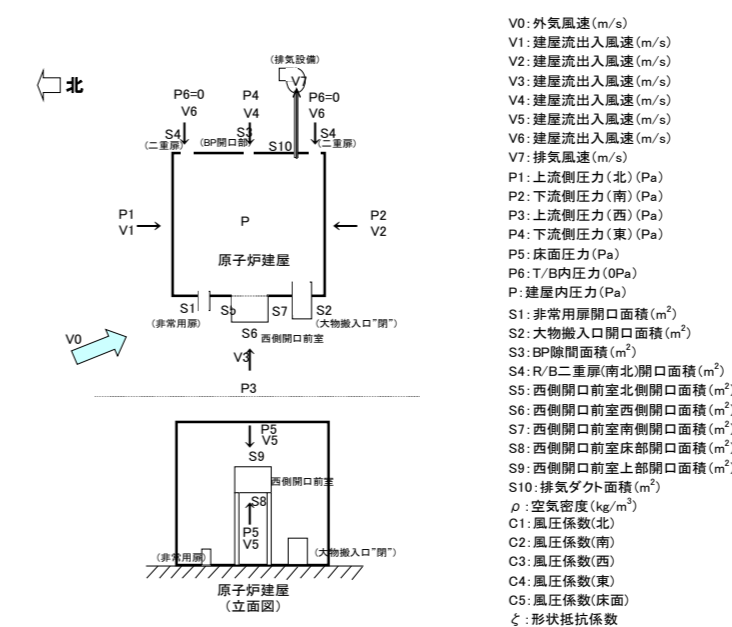 (排気設備)
V7
北
P6=0
V6
P4
V4
P6=0
V6
S4
(二重扉)
S3
(BP開口部)
S10
S4
(二重扉)
P1
V1
P
P2
V2
原子炉建屋
S1
S5
S7
S2
(非常用扉)
(大物搬入口"閉")
S6
西側開口前室
V0
V3
P3
P5
V5
S9
西側開口前室
S8
P5
V5
(非常用扉)
(大物搬入口"閉")
原子炉建屋
(立面図)
V0:外気風速(m/s)
V1:建屋流出入風速(m/s)
V2:建屋流出入風速(m/s)
V3:建屋流出入風速(m/s)
V4:建屋流出入風速(m/s)
V5:建屋流出入風速(m/s)
V6:建屋流出入風速(m/s)
V7:排気風速(m/s)
P1:上流側圧力(北)(Pa)
P2:下流側圧力(南)(Pa)
P3:上流側圧力(西)(Pa)
P4:下流側圧力(東)(Pa)
P5:床面圧力(Pa)
P6:T/B内圧力(0Pa)
P:建屋内圧力(Pa)
S1:非常用扉開口面積(m²)
S2:大物搬入口開口面積(m²)
S3:BP隙間面積(m²)
S4:R/B二重扉(南北)開口面積(m²)
S5:西側開口前室北側開口面積(m²)
S6:西側開口前室西側開口面積(m²)
S7:西側開口前室南側開口面積(m²)
S8:西側開口前室床部開口面積(m²)
S9:西側開口前室上部開口面積(m²)
S10:排気ダクト面積(m²)
ρ:空気密度(kg/m³)
C1:風圧係数(北)
C2:風圧係数(南)
C3:風圧係数(西)
C4:風圧係数(東)
C5:風圧係数(床面)
ζ:形状抵抗係数